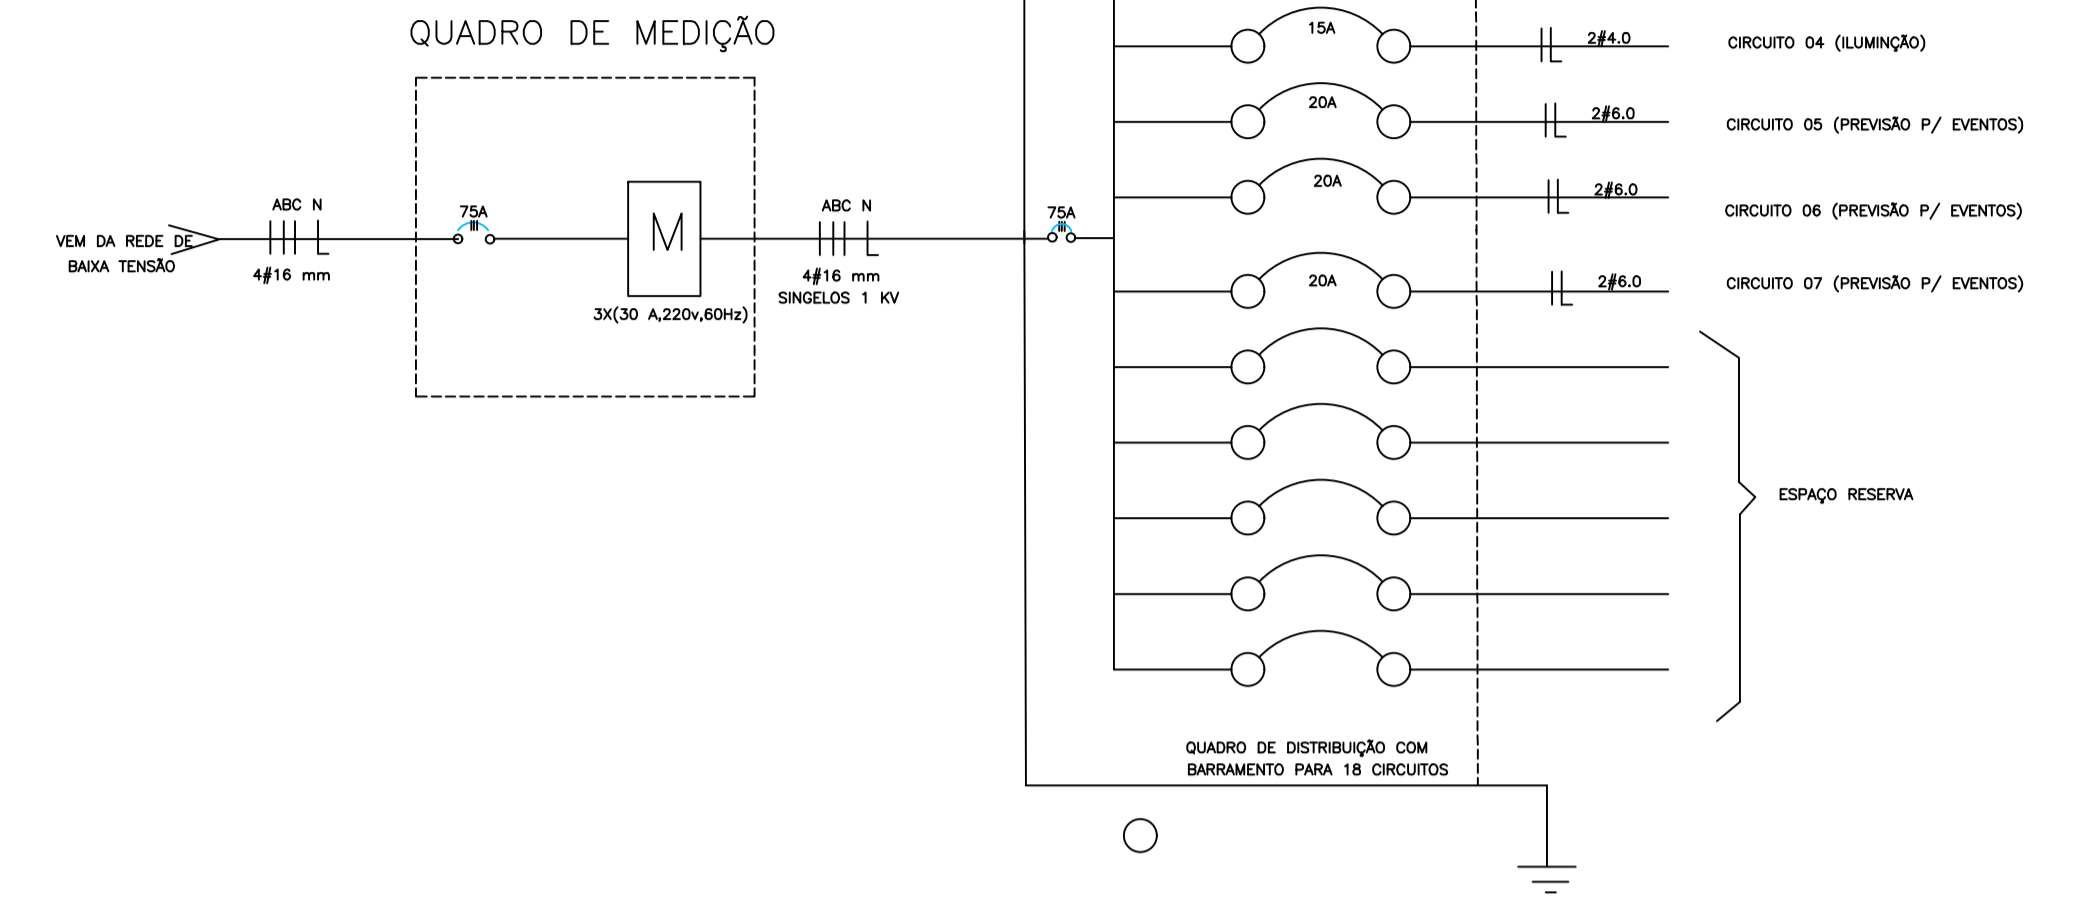 QUADRO DE MEDIÇÃO
VEM DA REDE DE
BAIXA TENSÃO
ABC N
4#16 mm
75A
M
3X(30 A,220v,60Hz)
ABC N
4#16 mm
SINGELOS 1 KV
75A
15A
2#4.0
CIRCUITO 04 (ILUMINÇÃO)
20A
2#6.0
CIRCUITO 05 (PREVISÃO P/ EVENTOS)
20A
2#6.0
CIRCUITO 06 (PREVISÃO P/ EVENTOS)
20A
2#6.0
CIRCUITO 07 (PREVISÃO P/ EVENTOS)
ESPAÇO RESERVA
QUADRO DE DISTRIBUIÇÃO COM
BARRAMENTO PARA 18 CIRCUITOS